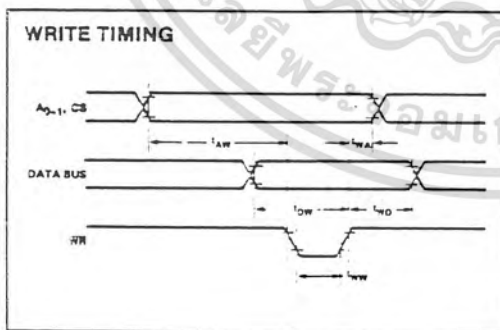 WRITE TIMING
A0–1, CS
tAW
tWA
DATA BUS
tDW
tWD
WR
tWW